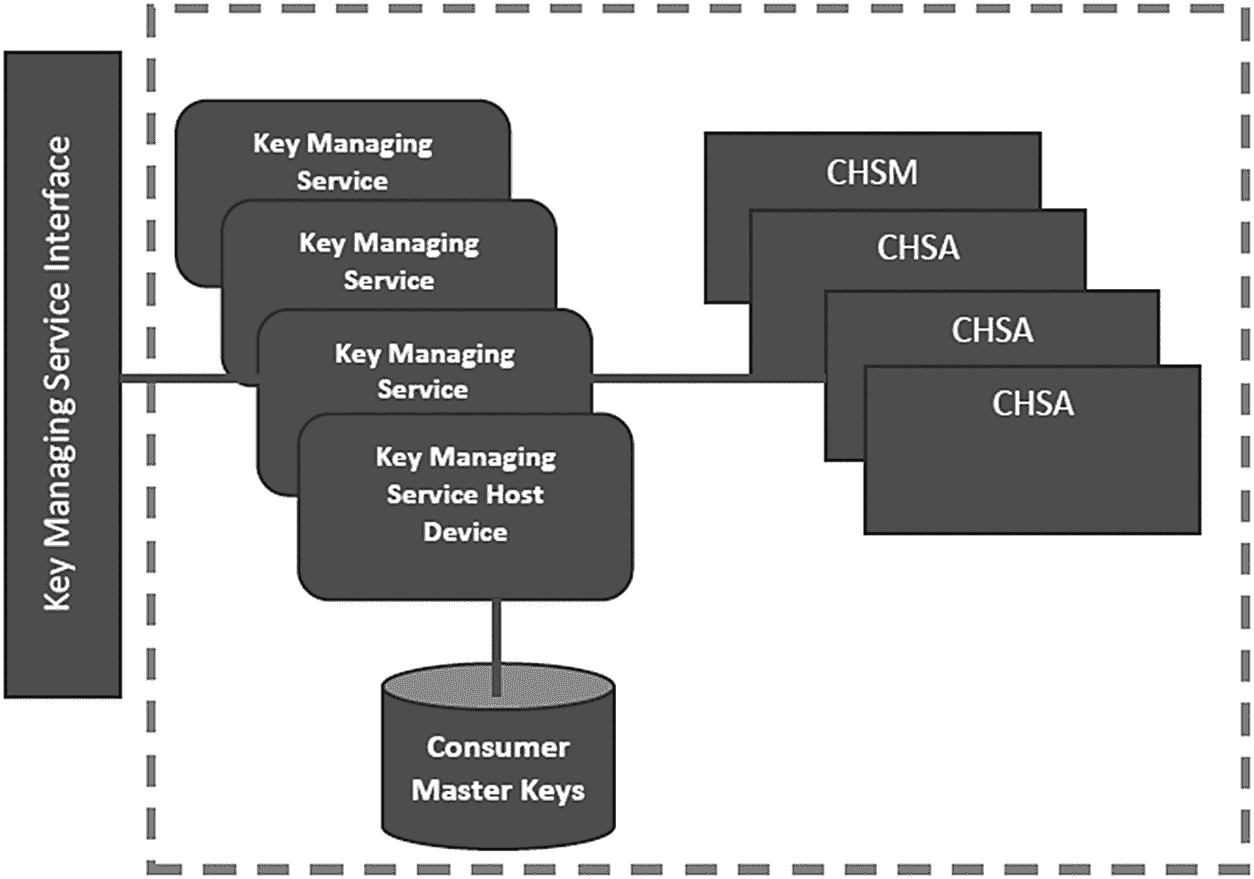 Key Managing Service Interface
Key Managing
Service
Key Managing
Service
Key Managing
Service
Key Managing
Service Host
Device
Consumer
Master Keys
CHSM
CHSA
CHSA
CHSA